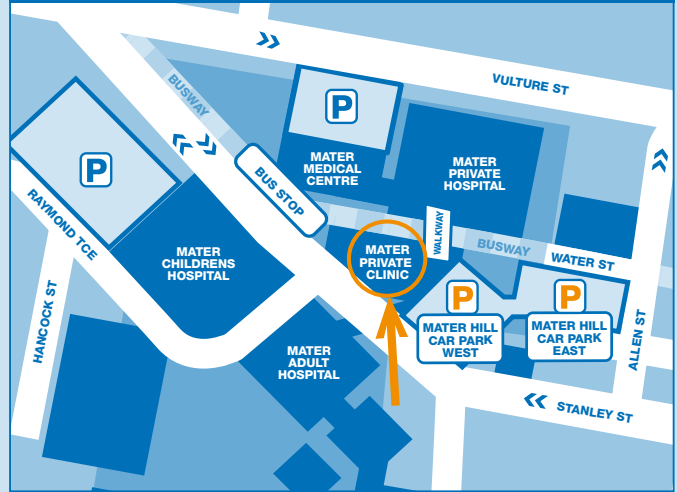 VULTURE ST
BUSWAY
P
P
MATER
MEDICAL
CENTRE
MATER
PRIVATE
HOSPITAL
BUS STOP
RAYMOND TCE
MATER
CHILDRENS
HOSPITAL
WALKWAY
MATER
PRIVATE
CLINIC
BUSWAY
WATER ST
HANCOCK ST
P
P
MATER HILL
CAR PARK
WEST
MATER HILL
CAR PARK
EAST
ALLEN ST
MATER
ADULT
HOSPITAL
STANLEY ST